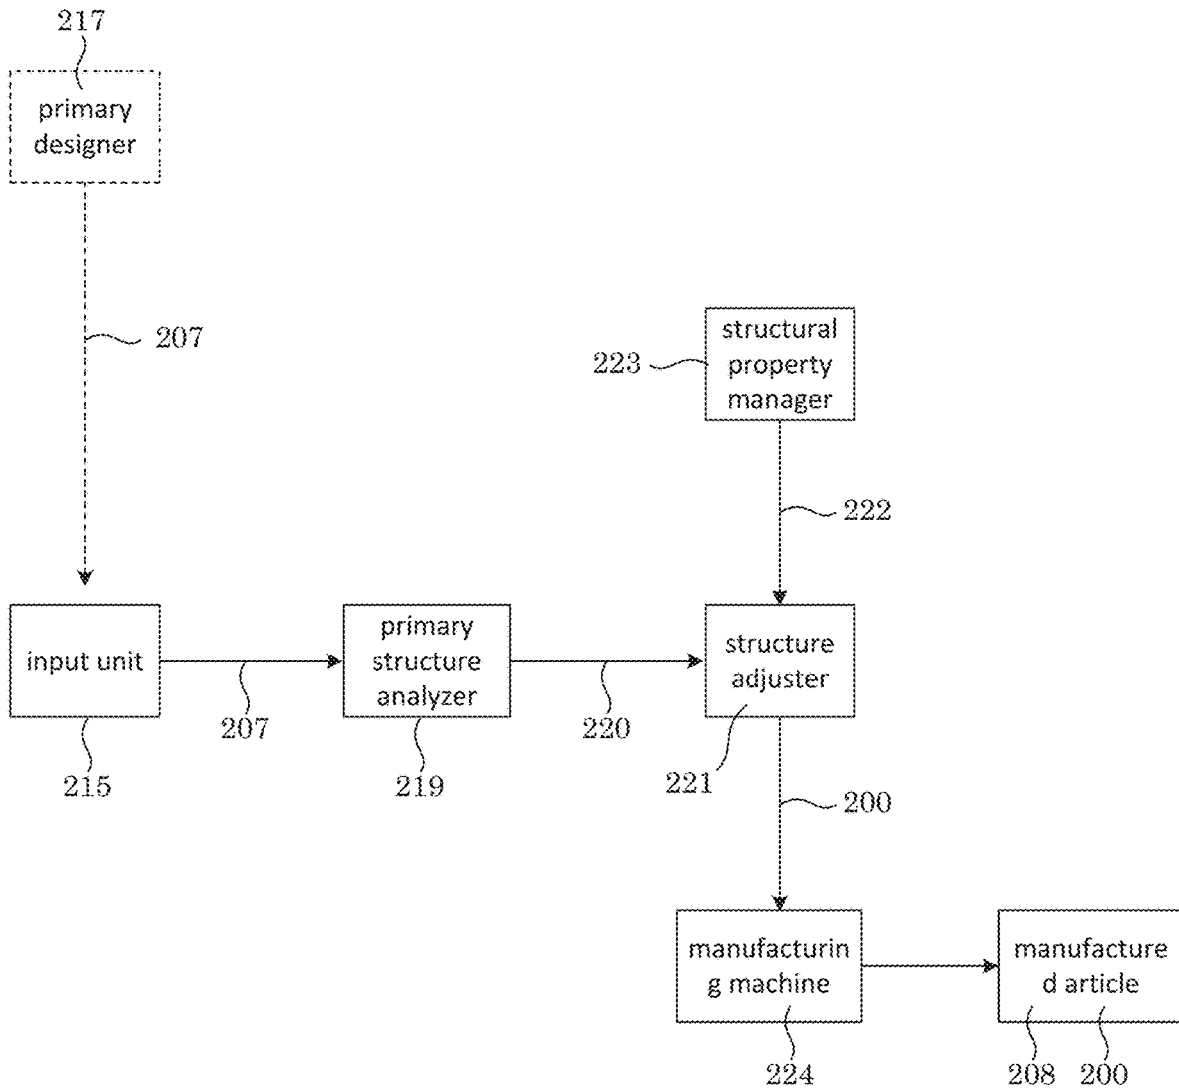 217
primary
designer
207
structural
property
manager
223
222
input unit
primary
structure
analyzer
structure
adjuster
207
220
215
219
221
200
manufacturin
g machine
manufacture
d article
224
208
200